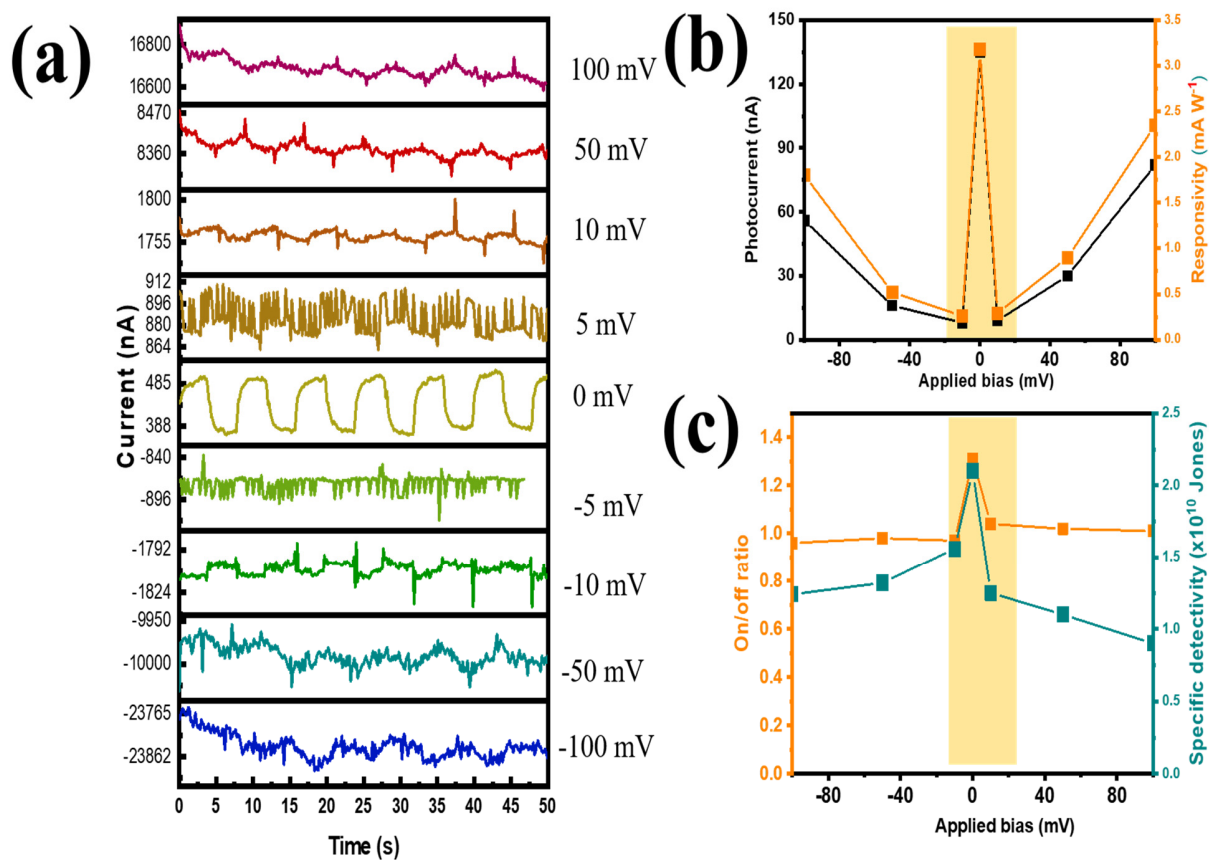 (a)
Current (nA)
16800
16600
100 mV
8470
8360
50 mV
1800
1755
10 mV
912
896
880
864
5 mV
485
388
0 mV
-840
-896
-5 mV
-1792
-1824
-10 mV
-9950
-10000
-50 mV
-23765
-23862
-100 mV
0 5 10 15 20 25 30 35 40 45 50
Time (s)
(b)
Photocurrent (nA)
150
120
90
60
30
0
Responsivity (mA W⁻¹)
3.5
3.0
2.5
2.0
1.5
1.0
0.5
0.0
-80 -40 0 40 80
Applied bias (mV)
(c)
On/off ratio
1.4
1.2
1.0
0.8
0.6
0.4
0.2
0.0
Specific detectivity (x10¹⁰ Jones)
2.5
2.0
1.5
1.0
0.5
0.0
-80 -40 0 40 80
Applied bias (mV)